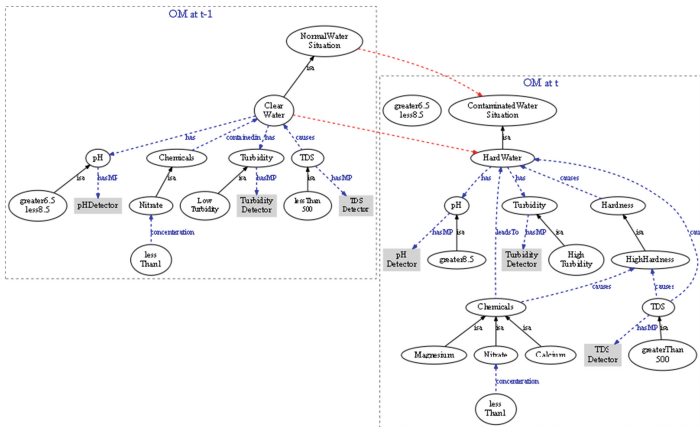 OM at t-1
NormalWater
Situation
isa
Clear
Water
has
containedin
has
causes
pH
Chemicals
Turbidity
TDS
isa
hasMP
isa
isa
hasMP
isa
hasMP
greater6.5
less8.5
pHDetector
Nitrate
Low
Turbidity
Turbidity
Detector
lessThan
500
TDS
Detector
concenteration
less
Than1
OM at t
greater6.5
less8.5
ContaminatedWater
Situation
isa
HardWater
has
has
causes
pH
Turbidity
Hardness
cau
hasMP
isa
leadsTo
hasMP
isa
isa
pH
Detector
greater8.5
Turbidity
Detector
High
Turbidity
HighHardness
causes
causes
Chemicals
TDS
isa
isa
isa
hasMP
isa
Magnesium
Nitrate
Calcium
TDS
Detector
greaterThan
500
concenteration
less
Than1